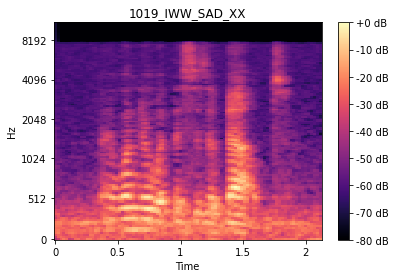 1019_IWW_SAD_XX
+0 dB
8192
-10 dB
-20 dB
4096
-30 dB
Hz
2048
-40 dB
1024
-50 dB
512
-60 dB
-70 dB
0
-80 dB
0 0.5 1 1.5 2
Time